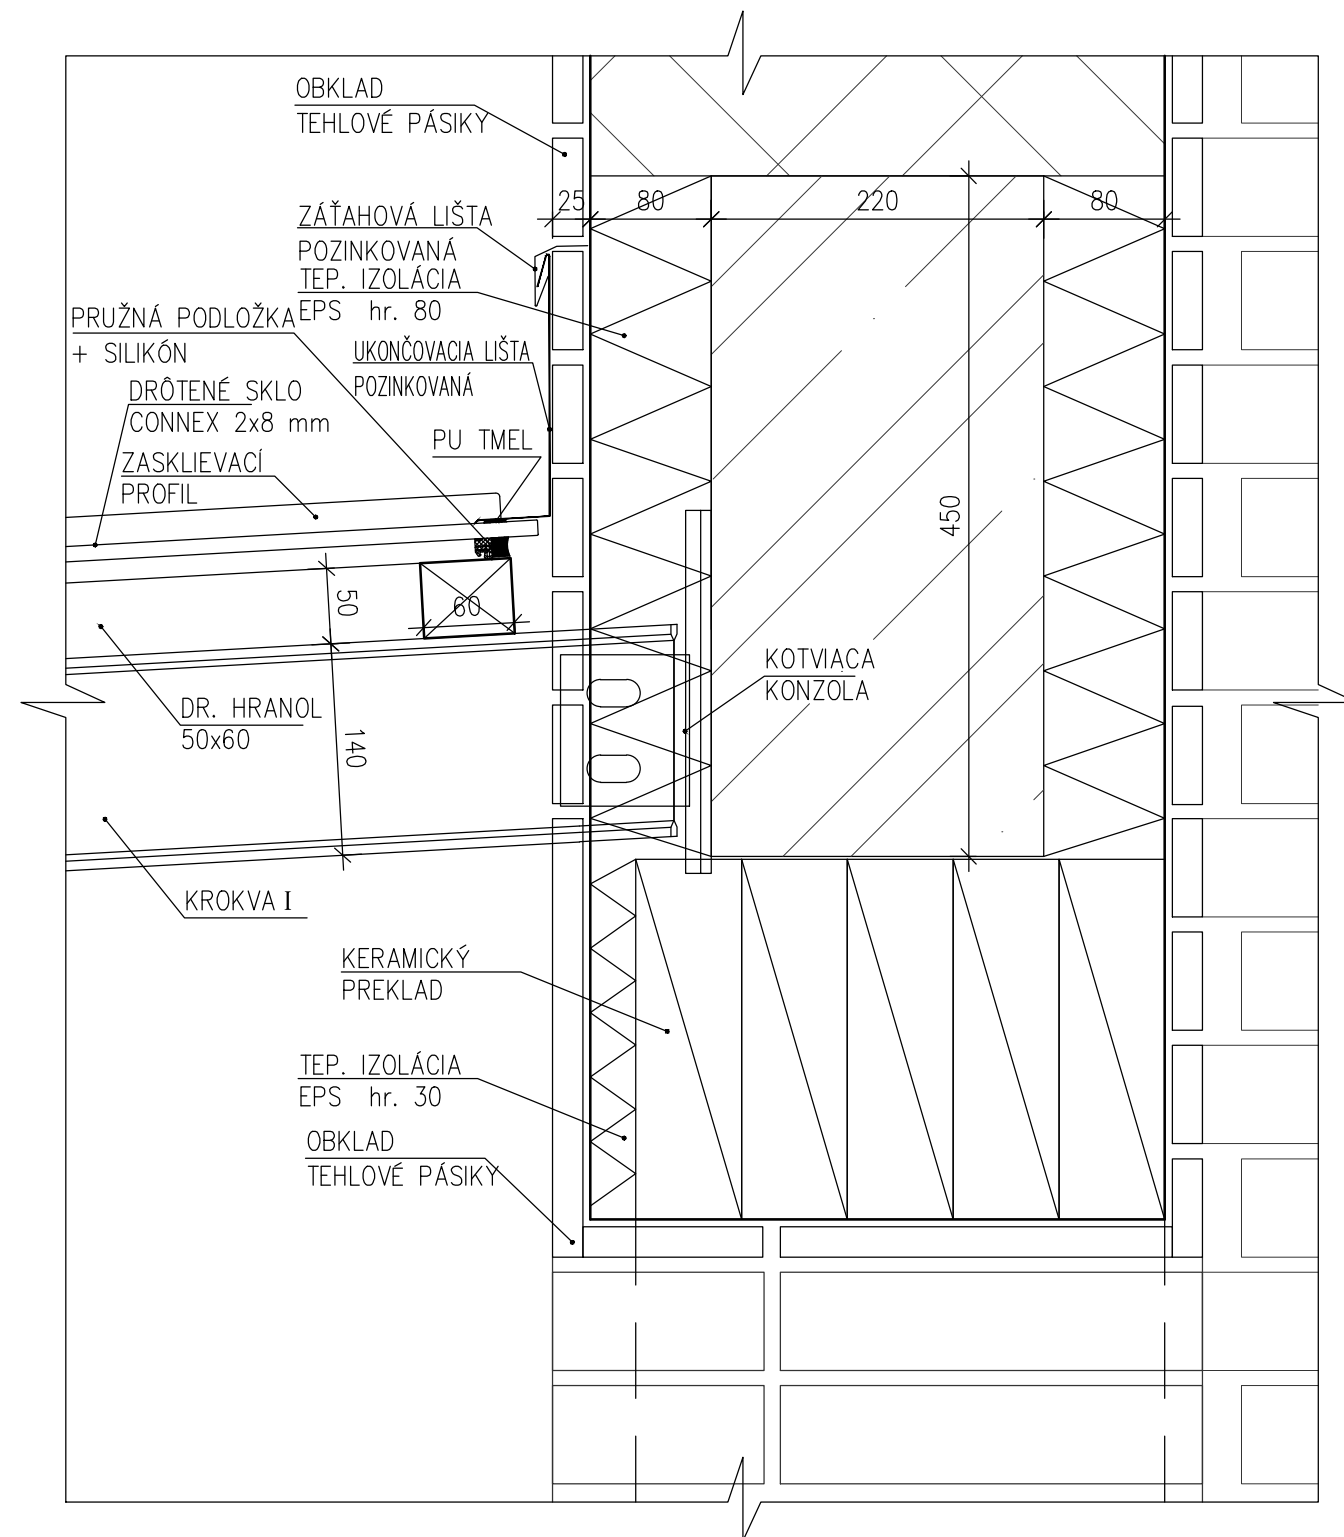 OBKLAD
TEHLOVÉ PÁSIKY
25
80
220
80
ZÁŤAHOVÁ LIŠTA
POZINKOVANÁ
TEP. IZOLÁCIA
EPS hr. 80
PRUŽNÁ PODLOŽKA
+ SILIKÓN
UKONČOVACIA LIŠTA
POZINKOVANÁ
DRÔTENÉ SKLO
CONNEX 2x8 mm
PU TMEL
ZASKLIEVACÍ
PROFIL
450
50
60
KOTVIACA
KONZOLA
DR. HRANOL
50x60
140
KROKVA I
KERAMICKÝ
PREKLAD
TEP. IZOLÁCIA
EPS hr. 30
OBKLAD
TEHLOVÉ PÁSIKY